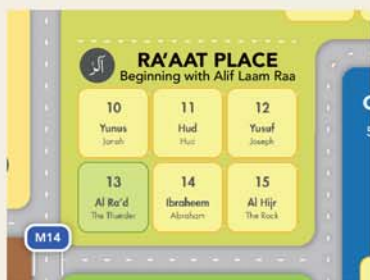 الر
RA'AAT PLACE
Beginning with Alif Laam Raa
10
Yunus
Jonah
11
Hud
Hud
12
Yusuf
Joseph
13
Al Ra'd
The Thunder
14
Ibraheem
Abraham
15
Al Hijr
The Rock
M14